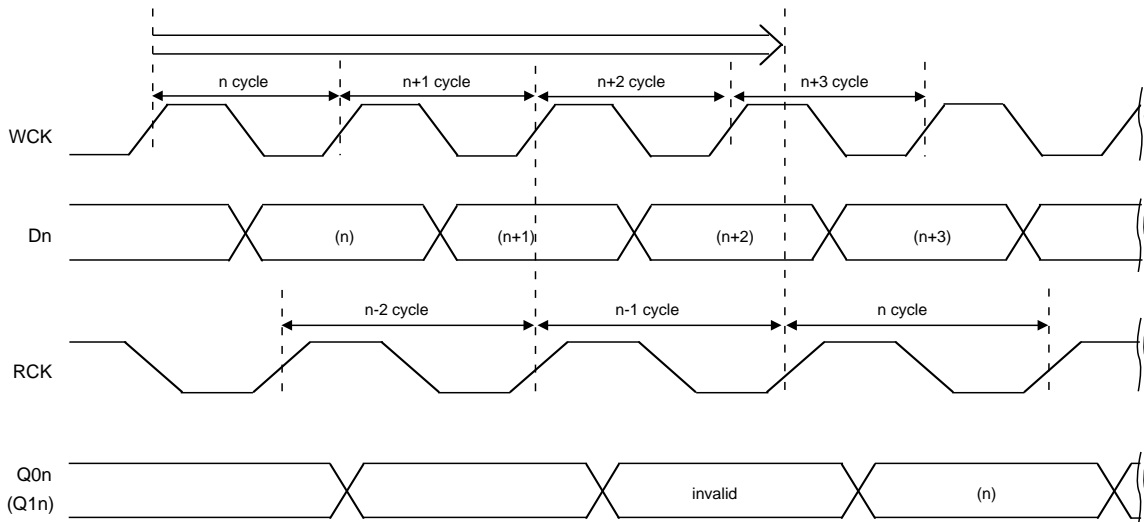 n cycle n+1 cycle n+2 cycle n+3 cycle
WCK
Dn (n) (n+1) (n+2) (n+3)
n-2 cycle n-1 cycle n cycle
RCK
Q0n
(Q1n) invalid (n)